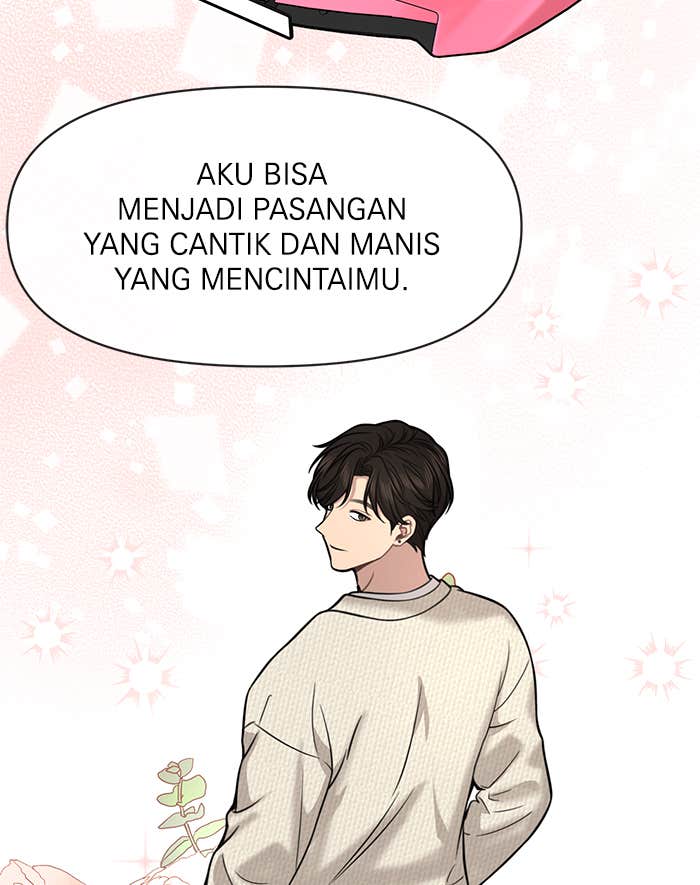 AKU BISA
MENJADI PASANGAN
YANG CANTIK DAN MANIS
YANG MENCINTAIMU.